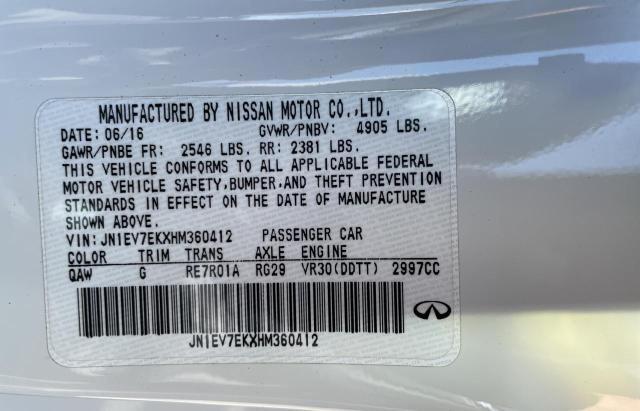 MANUFACTURED BY NISSAN MOTOR CO.,LTD.
DATE: 06/16 GVWR/PNBV: 4905 LBS.
GAWR/PNBE FR: 2546 LBS. RR: 2381 LBS.
THIS VEHICLE CONFORMS TO ALL APPLICABLE FEDERAL
MOTOR VEHICLE SAFETY,BUMPER,AND THEFT PREVENTION
STANDARDS IN EFFECT ON THE DATE OF MANUFACTURE
SHOWN ABOVE.
VIN:JN1EV7EKXHM360412 PASSENGER CAR
COLOR TRIM TRANS AXLE ENGINE
QAW G RE7R01A RG29 VR30(DDTT) 2997CC
JN1EV7EKXHM360412